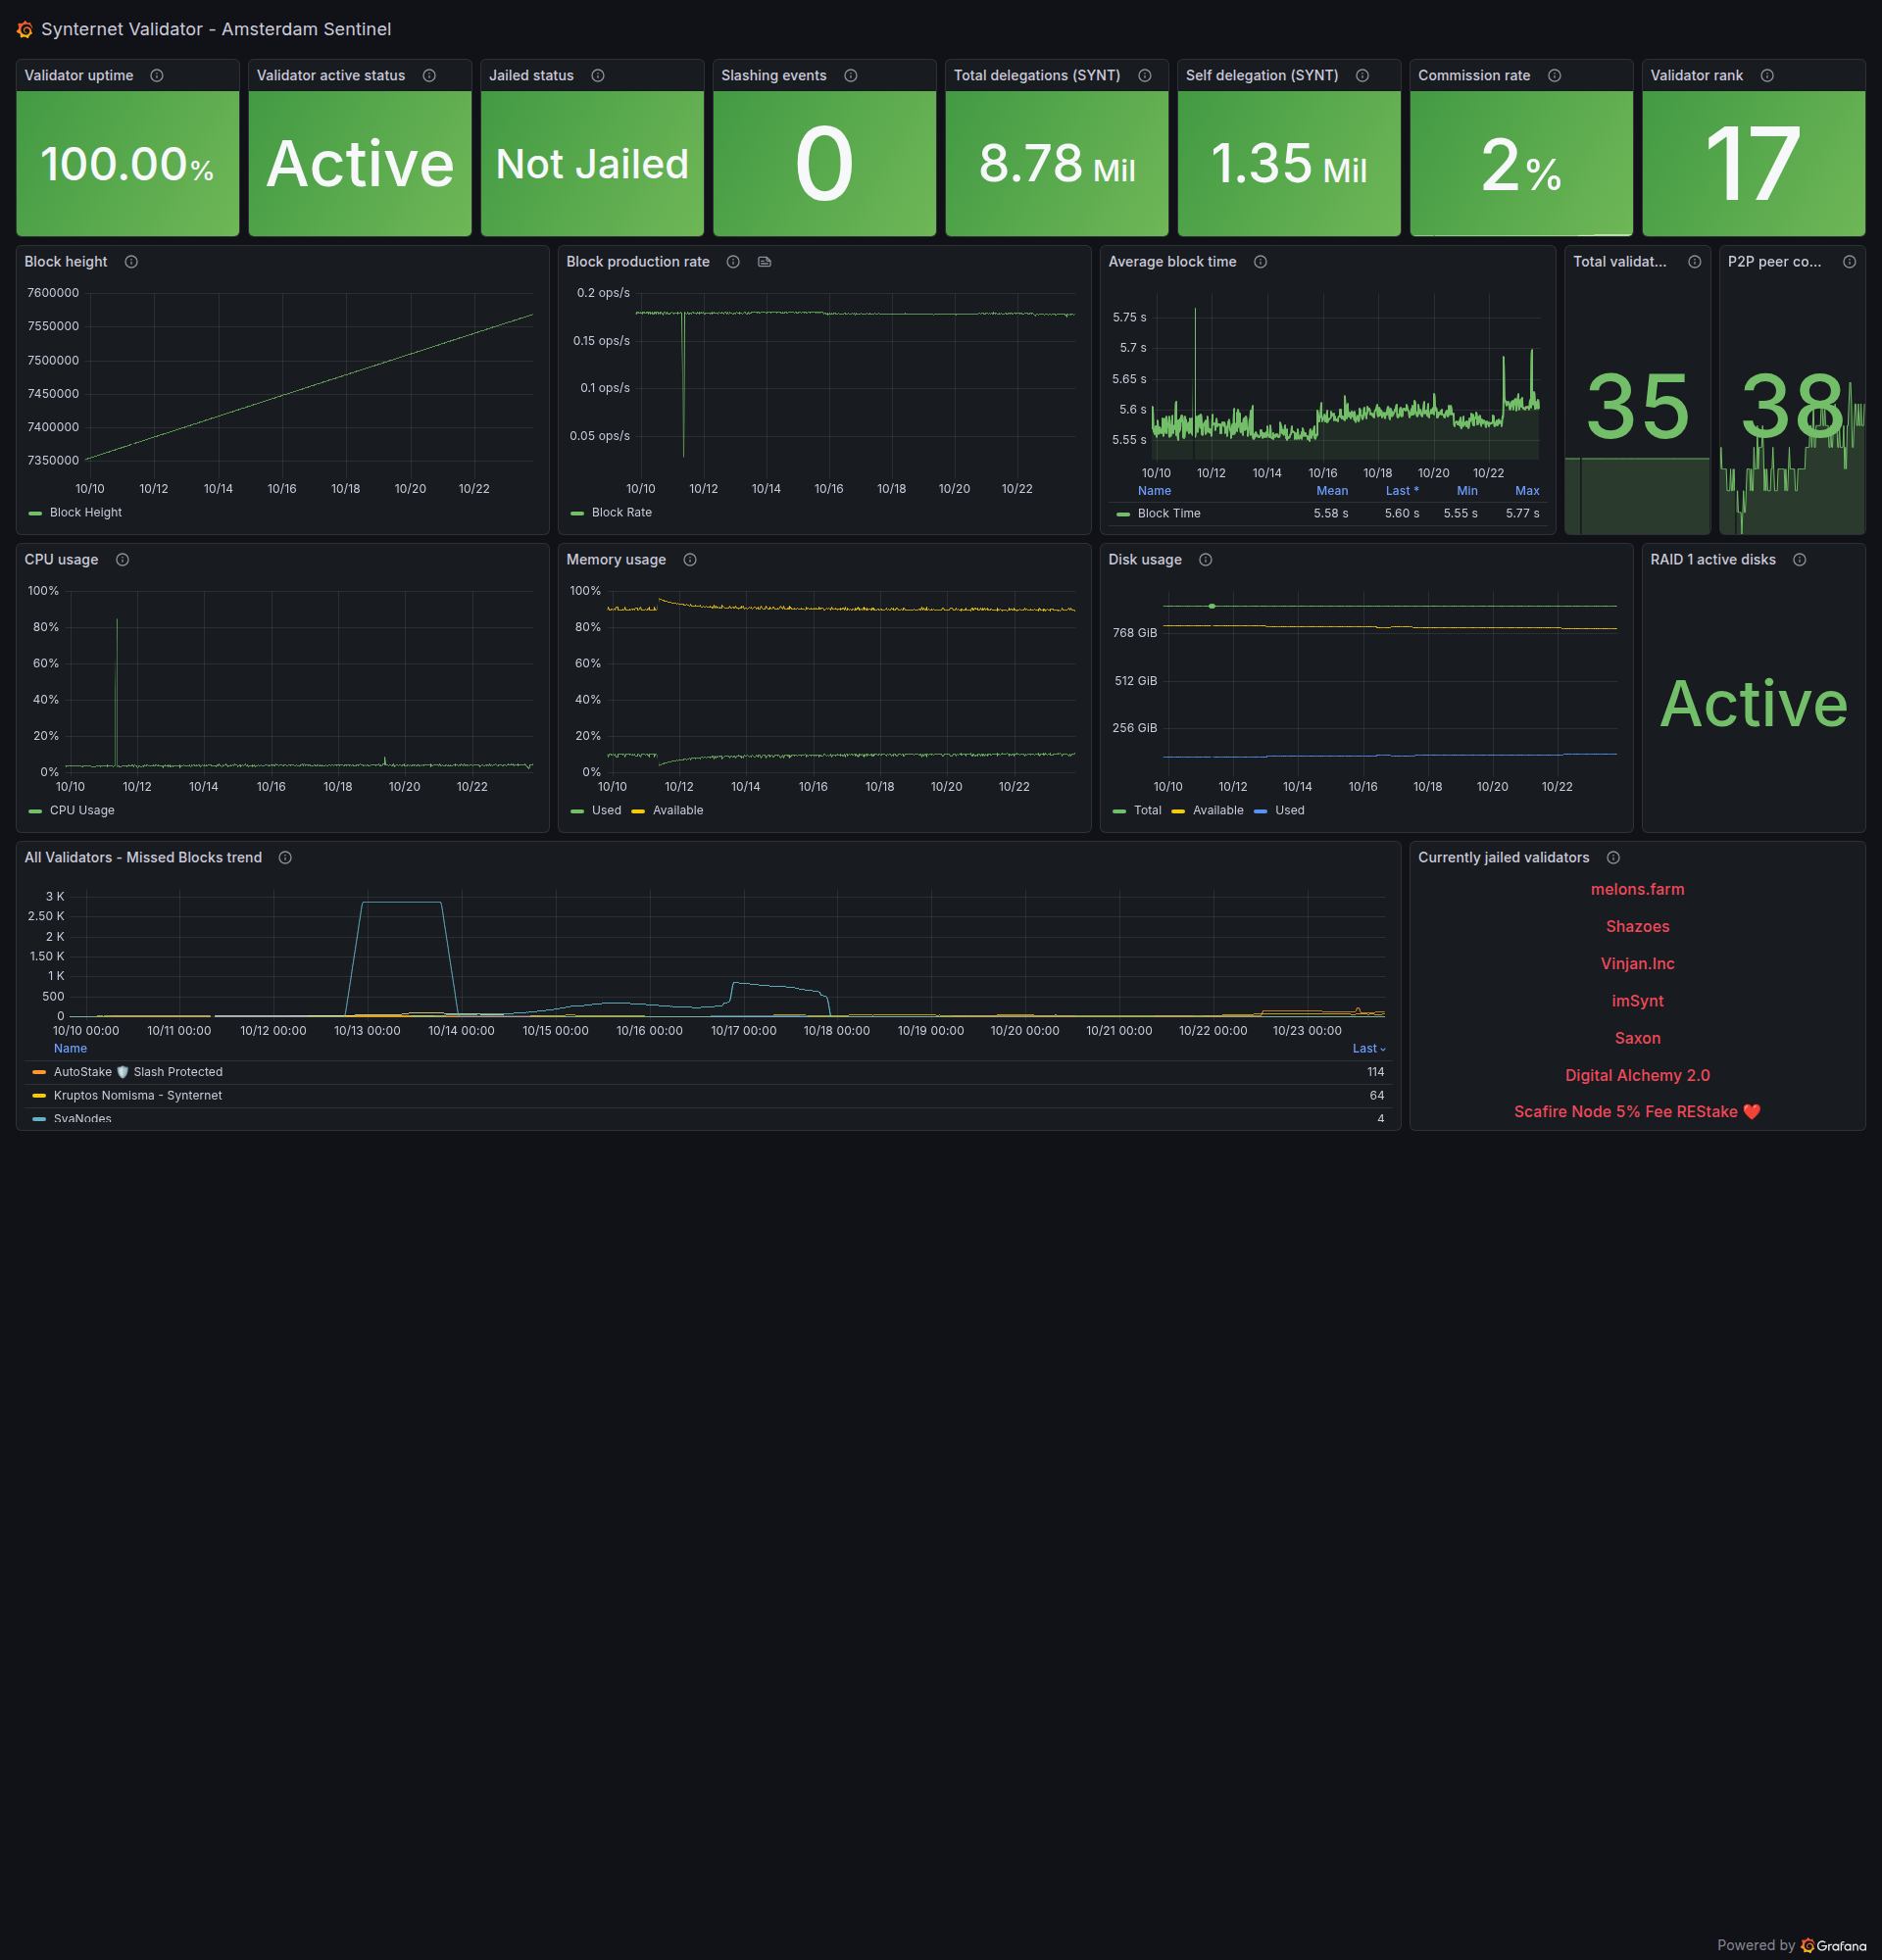 Synternet Validator - Amsterdam Sentinel
Validator uptime
100.00%
Validator active status
Active
Jailed status
Not Jailed
Slashing events
0
Total delegations (SYNT)
8.78 Mil
Self delegation (SYNT)
1.35 Mil
Commission rate
2%
Validator rank
17
Block height
7600000
7550000
7500000
7450000
7400000
7350000
10/10 10/12 10/14 10/16 10/18 10/20 10/22
Block Height
Block production rate
0.2 ops/s
0.15 ops/s
0.1 ops/s
0.05 ops/s
10/10 10/12 10/14 10/16 10/18 10/20 10/22
Block Rate
Average block time
5.75 s
5.7 s
5.65 s
5.6 s
5.55 s
10/10 10/12 10/14 10/16 10/18 10/20 10/22
Name Mean Last * Min Max
Block TIme 5.58 s 5.60 s 5.55 s 5.77 s
Total validat...
35
P2P peer co...
38
CPU usage
100%
80%
60%
40%
20%
0%
10/10 10/12 10/14 10/16 10/18 10/20 10/22
CPU Usage
Memory usage
100%
80%
60%
40%
20%
0%
10/10 10/12 10/14 10/16 10/18 10/20 10/22
Used Available
Disk usage
768 GiB
512 GiB
256 GiB
10/10 10/12 10/14 10/16 10/18 10/20 10/22
Total Available Used
RAID 1 active disks
Active
All Validators - Missed Blocks trend
3 K
2.50 K
2 K
1.50 K
1 K
500
0
10/10 00:00 10/11 00:00 10/12 00:00 10/13 00:00 10/14 00:00 10/15 00:00 10/16 00:00 10/17 00:00 10/18 00:00 10/19 00:00 10/20 00:00 10/21 00:00 10/22 00:00 10/23 00:00
Name Last
AutoStake 🛡️ Slash Protected 114
Kruptos Nomisma - Synternet 64
SvaNodes 4
Currently jailed validators
melons.farm
Shazoes
Vinjan.Inc
imSynt
Saxon
Digital Alchemy 2.0
Scafire Node 5% Fee REStake ❤️
Powered by Grafana